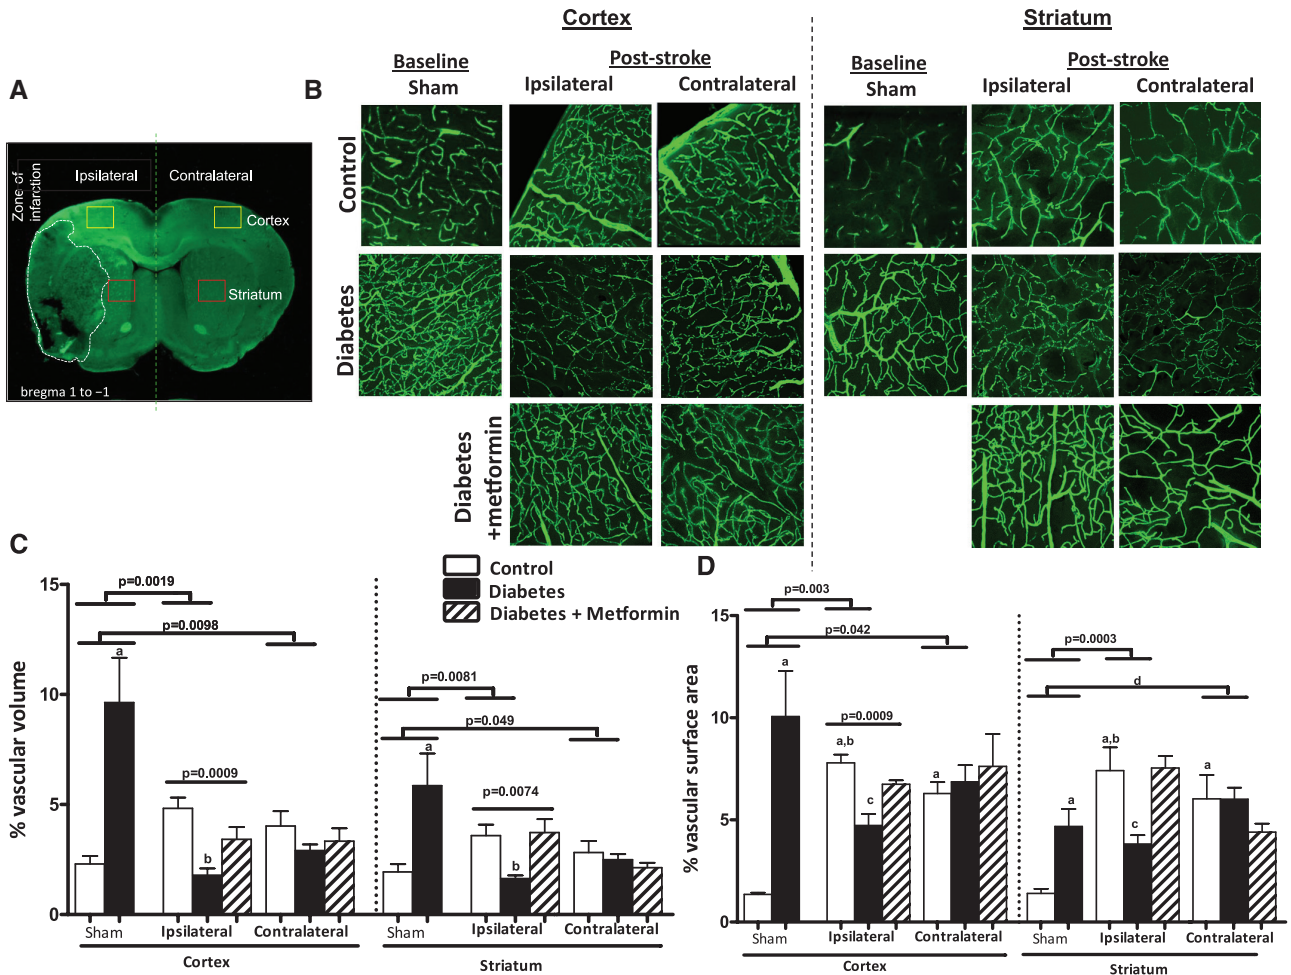 Cortex
Striatum
Baseline
Sham
Post-stroke
Ipsilateral
Contralateral
Baseline
Sham
Post-stroke
Ipsilateral
Contralateral
A
B
Zone of
infarction
Ipsilateral
Contralateral
Cortex
Striatum
bregma 1 to –1
Control
Diabetes
Diabetes
+metformin
C
Control
Diabetes
Diabetes + Metformin
% vascular volume
15
10
5
0
p=0.0019
p=0.0098
a
p=0.0009
b
p=0.0081
p=0.049
a
p=0.0074
b
Sham
Ipsilateral
Contralateral
Sham
Ipsilateral
Contralateral
Cortex
Striatum
D
% vascular surface area
15
10
5
0
p=0.003
p=0.042
a
p=0.0009
a,b
c
a
p=0.0003
d
a
a,b
c
a
Sham
Ipsilateral
Contralateral
Sham
Ipsilateral
Contralateral
Cortex
Striatum